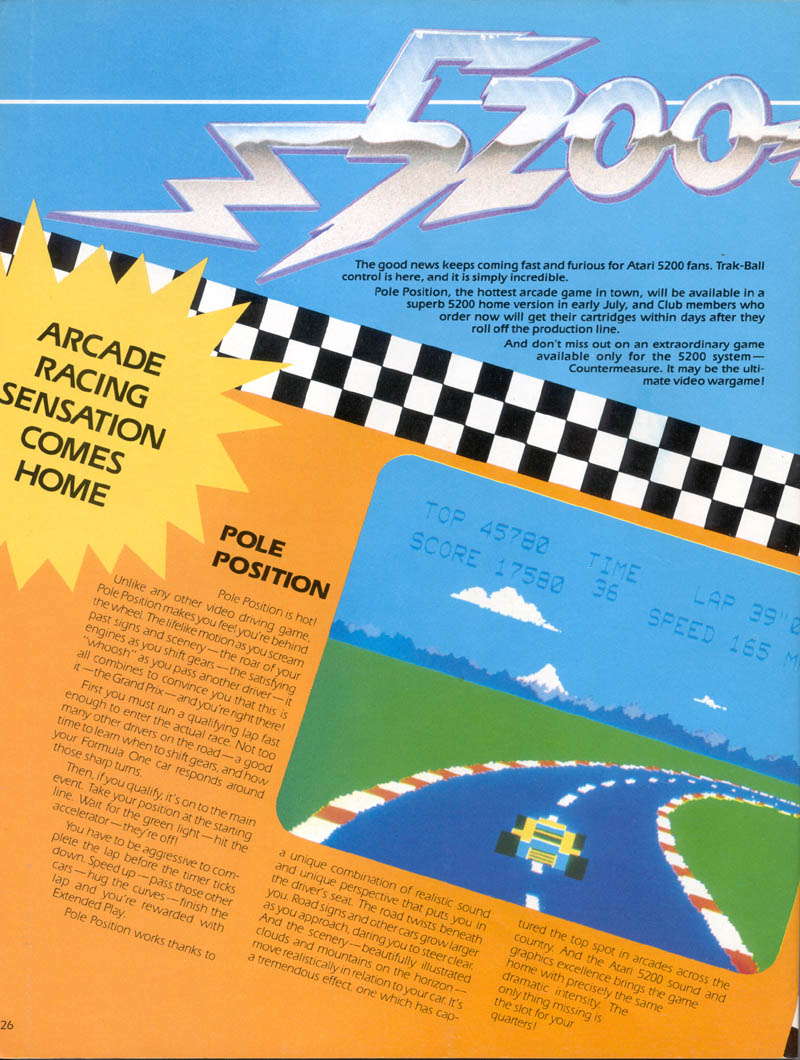 5200
The good news keeps coming fast and furious for Atari 5200 fans. Trak-Ball
control is here, and it is simply incredible.
Pole Position, the hottest arcade game in town, will be available in a
superb 5200 home version in early July, and Club members who
order now will get their cartridges within days after they
roll off the production line.
And don't miss out on an extraordinary game
available only for the 5200 system—
Countermeasure. It may be the ulti-
mate video wargame!
ARCADE
RACING
SENSATION
COMES
HOME
POLE
POSITION
Pole Position is hot!
Unlike any other video driving game,
Pole Position makes you feel you're behind
the wheel. The lifelike motion as you scream
past signs and scenery—the roar of your
engines as you shift gears—the satisfying
"whoosh" as you pass another driver—it
all combines to convince you that this is
it—the Grand Prix—and you're right there!
First you must run a qualifying lap fast
enough to enter the actual race. Not too
many other drivers on the road—a good
time to learn when to shift gears, and how
your Formula One car responds around
those sharp turns.
Then, if you qualify, it's on to the main
event. Take your position at the starting
line. Wait for the green light—hit the
accelerator—they're off!
You have to be aggressive to com-
plete the lap before the timer ticks
down. Speed up—pass those other
cars—hug the curves—finish the
lap and you're rewarded with
Extended Play.
Pole Position works thanks to
TOP 45780 TIME LAP 39"0
SCORE 17580 36 SPEED 165 M
a unique combination of realistic sound
and unique perspective that puts you in
the driver's seat. The road twists beneath
you. Road signs and other cars grow larger
as you approach, daring you to steer clear.
And the scenery—beautifully illustrated
clouds and mountains on the horizon—
move realistically in relation to your car. It's
a tremendous effect, one which has cap-
tured the top spot in arcades across the
country. And the Atari 5200 sound and
graphics excellence brings the game
home with precisely the same
dramatic intensity. The
only thing missing is
the slot for your
quarters!
26